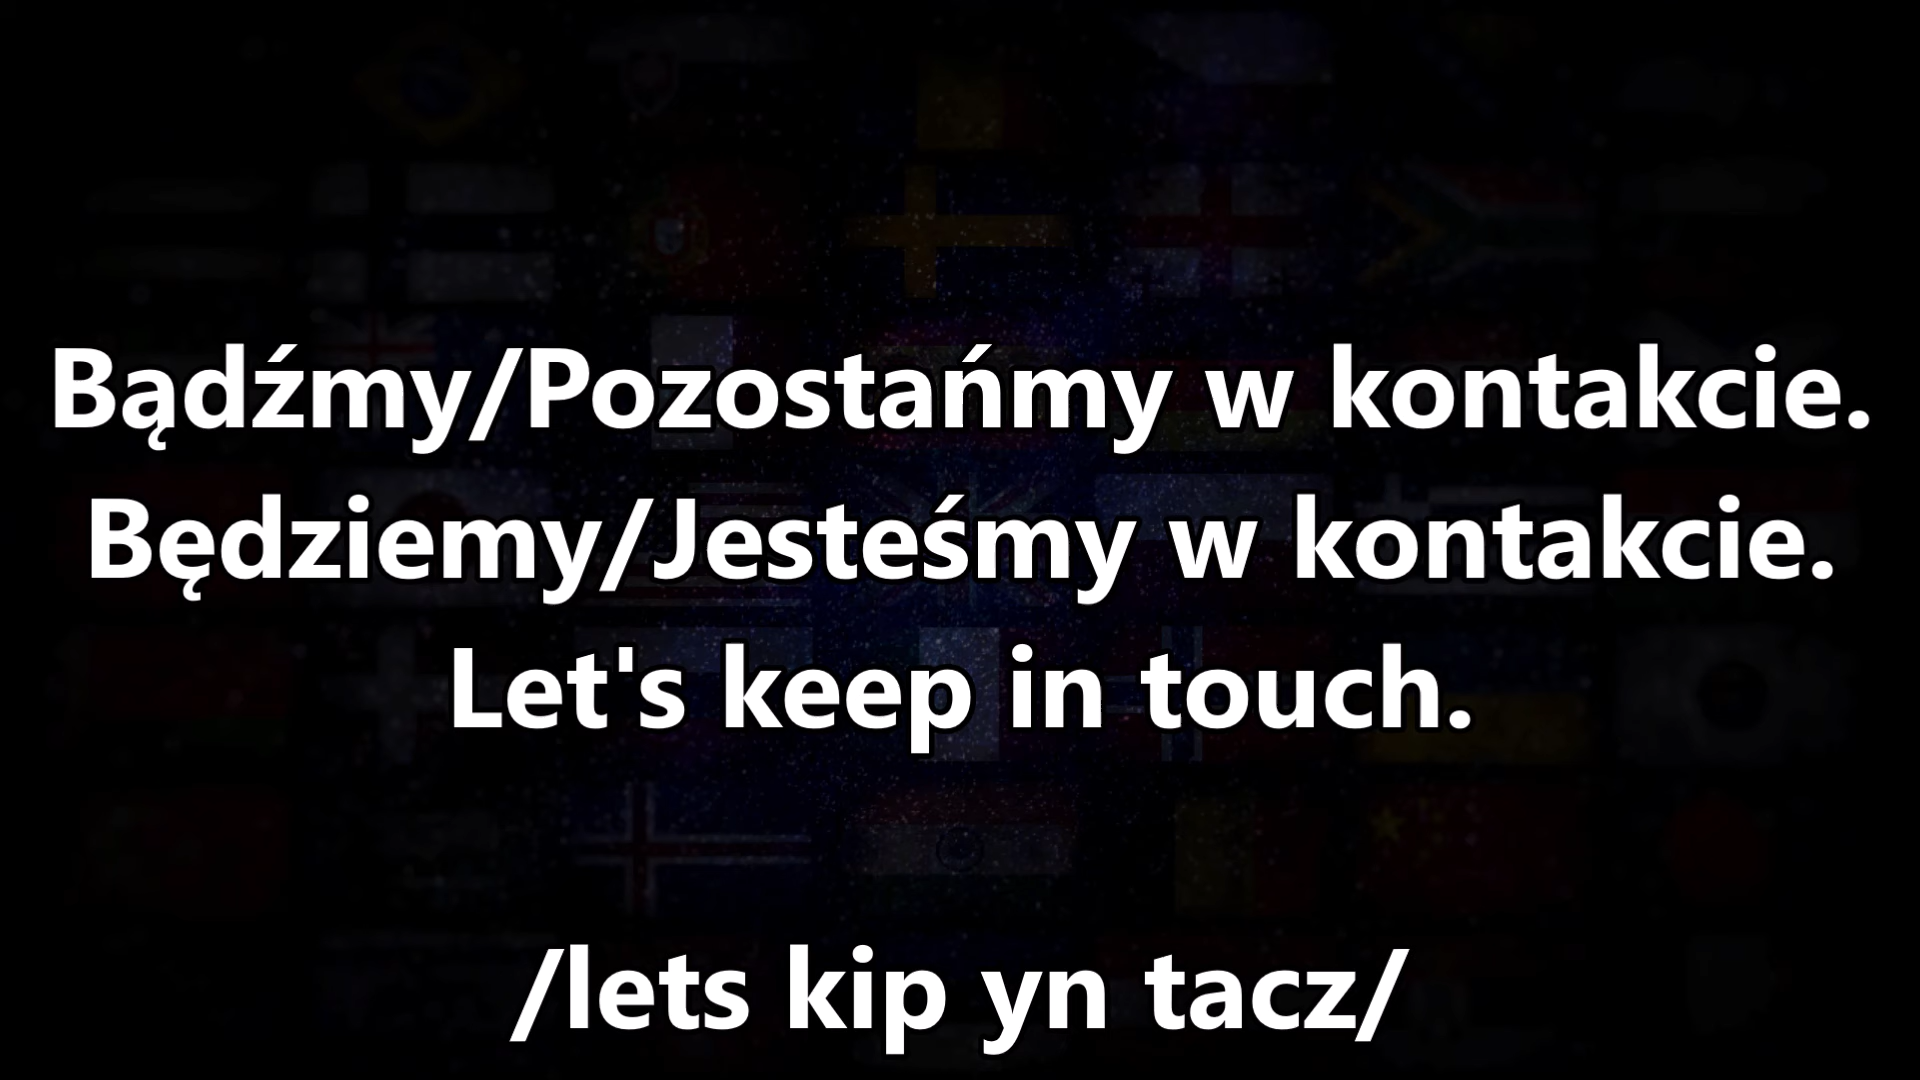 Bądźmy/Pozostańmy w kontakcie.
Będziemy/Jesteśmy w kontakcie.
Let's keep in touch.
/lets kip yn tacz/